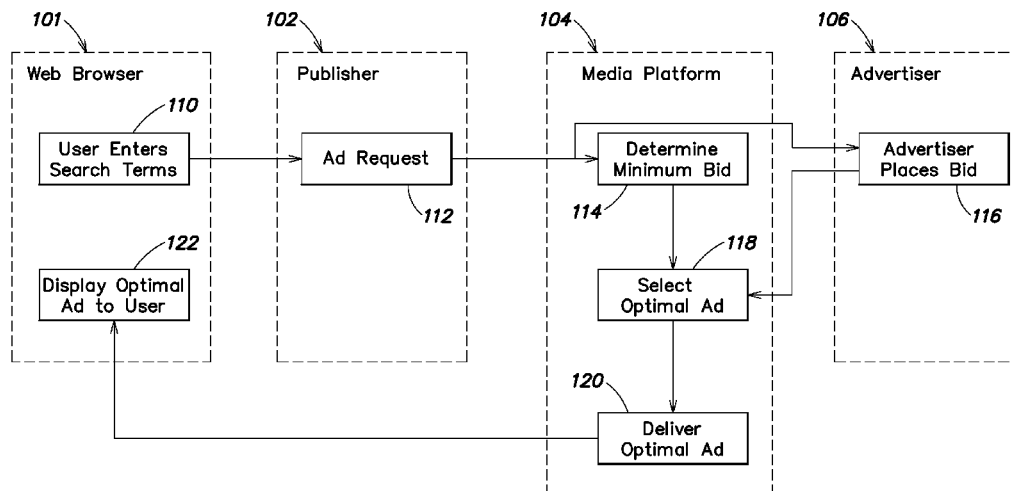 101
102
104
106
Web Browser
Publisher
Media Platform
Advertiser
110
User Enters
Search Terms
Ad Request
112
Determine
Minimum Bid
114
Advertiser
Places Bid
116
122
Display Optimal
Ad to User
118
Select
Optimal Ad
120
Deliver
Optimal Ad